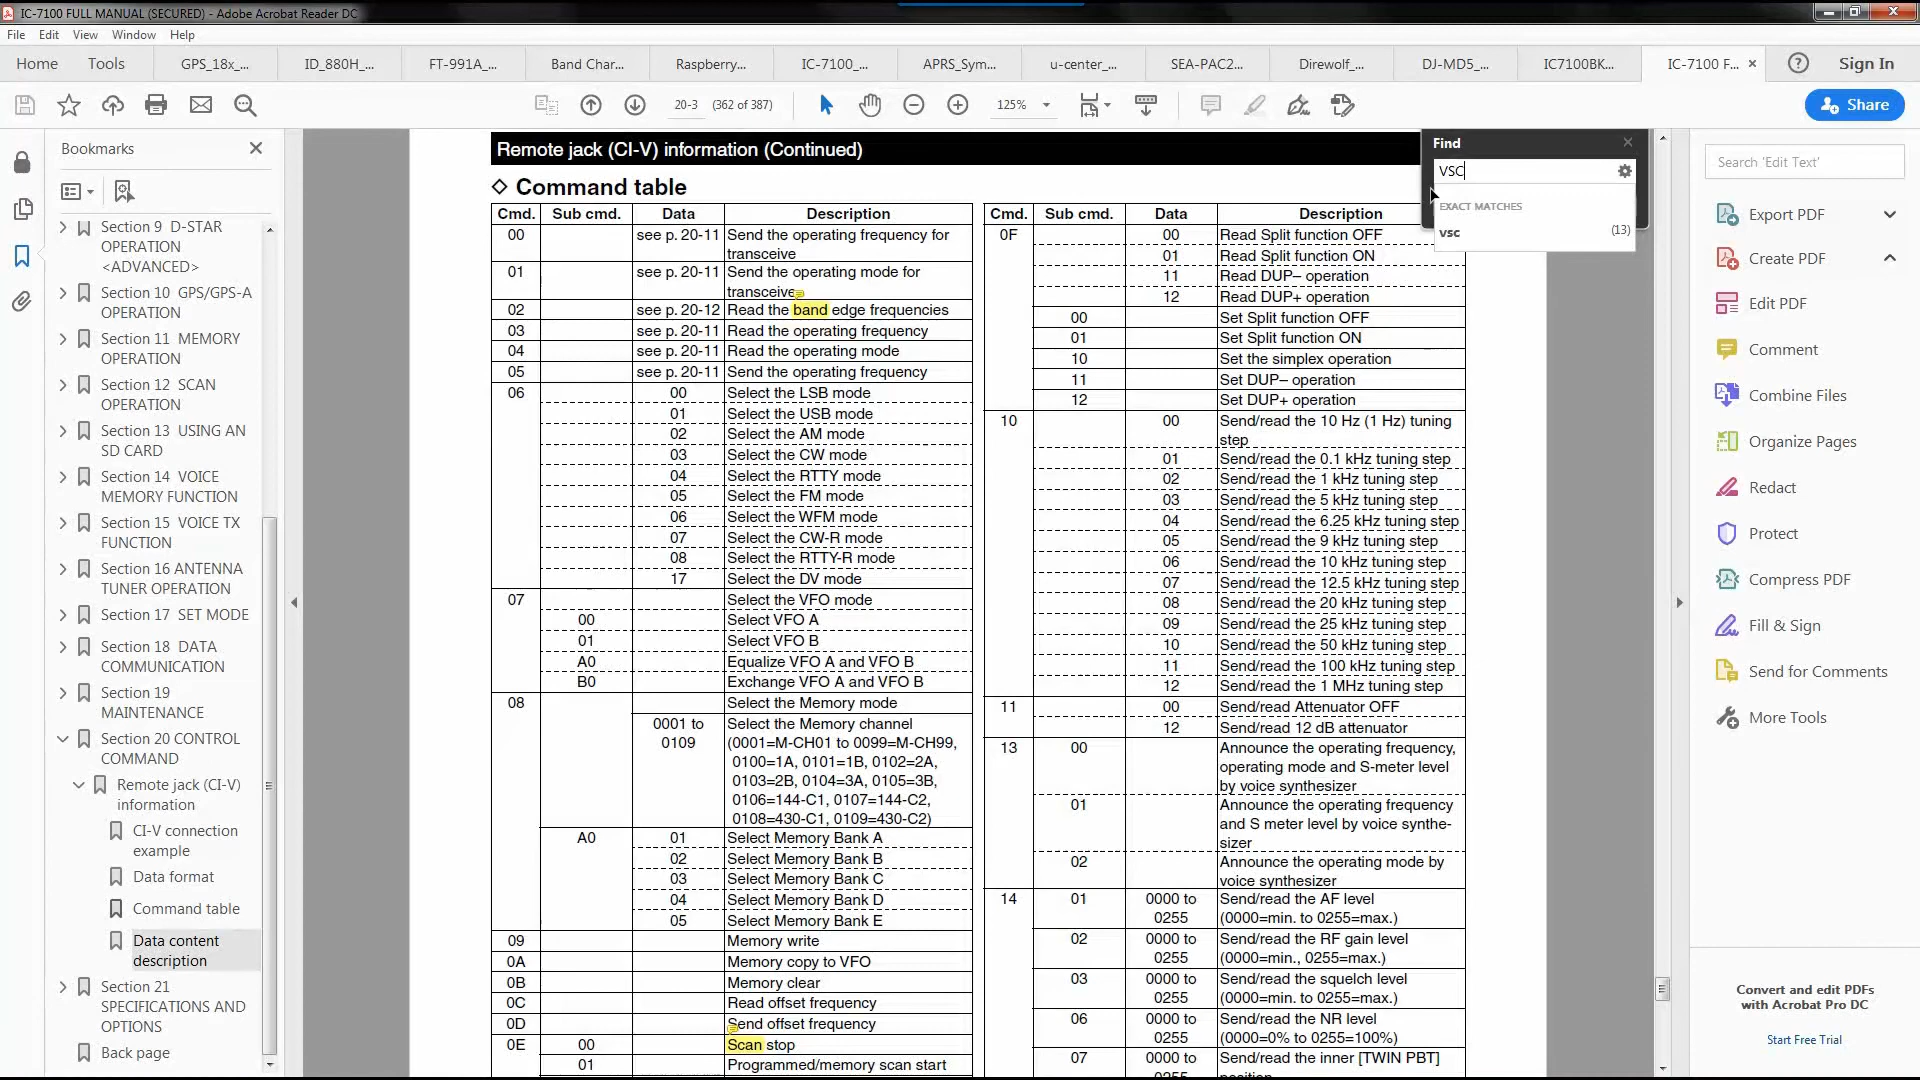 IC-7100 FULL MANUAL (SECURED) - Adobe Acrobat Reader DC
File Edit View Window Help
Home Tools GPS_18x_... ID_880H_... FT-991A_... Band Char... Raspberry... IC-7100_... APRS_Sym... u-center_... SEA-PAC2... Direwolf_... DJ-MD5_... IC7100BK... IC-7100 F... Sign In
20-3 (362 of 387) 125% Share
Bookmarks
Section 9 D-STAR
OPERATION
<ADVANCED>
Section 10 GPS/GPS-A
OPERATION
Section 11 MEMORY
OPERATION
Section 12 SCAN
OPERATION
Section 13 USING AN
SD CARD
Section 14 VOICE
MEMORY FUNCTION
Section 15 VOICE TX
FUNCTION
Section 16 ANTENNA
TUNER OPERATION
Section 17 SET MODE
Section 18 DATA
COMMUNICATION
Section 19
MAINTENANCE
Section 20 CONTROL
COMMAND
Remote jack (CI-V)
information
CI-V connection
example
Data format
Command table
Data content
description
Section 21
SPECIFICATIONS AND
OPTIONS
Back page
Remote jack (CI-V) information (Continued)
◇ Command table
Cmd. Sub cmd. Data Description
00 see p. 20-11 Send the operating frequency for
transceive
01 see p. 20-11 Send the operating mode for
transceive
02 see p. 20-12 Read the band edge frequencies
03 see p. 20-11 Read the operating frequency
04 see p. 20-11 Read the operating mode
05 see p. 20-11 Send the operating frequency
06 00 Select the LSB mode
01 Select the USB mode
02 Select the AM mode
03 Select the CW mode
04 Select the RTTY mode
05 Select the FM mode
06 Select the WFM mode
07 Select the CW-R mode
08 Select the RTTY-R mode
17 Select the DV mode
07 Select the VFO mode
00 Select VFO A
01 Select VFO B
A0 Equalize VFO A and VFO B
B0 Exchange VFO A and VFO B
08 Select the Memory mode
0001 to Select the Memory channel
0109 (0001=M-CH01 to 0099=M-CH99,
0100=1A, 0101=1B, 0102=2A,
0103=2B, 0104=3A, 0105=3B,
0106=144-C1, 0107=144-C2,
0108=430-C1, 0109=430-C2)
A0 01 Select Memory Bank A
02 Select Memory Bank B
03 Select Memory Bank C
04 Select Memory Bank D
05 Select Memory Bank E
09 Memory write
0A Memory copy to VFO
0B Memory clear
0C Read offset frequency
0D Send offset frequency
0E 00 Scan stop
01 Programmed/memory scan start
Cmd. Sub cmd. Data Description
0F 00 Read Split function OFF
01 Read Split function ON
11 Read DUP– operation
12 Read DUP+ operation
00 Set Split function OFF
01 Set Split function ON
10 Set the simplex operation
11 Set DUP– operation
12 Set DUP+ operation
10 00 Send/read the 10 Hz (1 Hz) tuning
step
01 Send/read the 0.1 kHz tuning step
02 Send/read the 1 kHz tuning step
03 Send/read the 5 kHz tuning step
04 Send/read the 6.25 kHz tuning step
05 Send/read the 9 kHz tuning step
06 Send/read the 10 kHz tuning step
07 Send/read the 12.5 kHz tuning step
08 Send/read the 20 kHz tuning step
09 Send/read the 25 kHz tuning step
10 Send/read the 50 kHz tuning step
11 Send/read the 100 kHz tuning step
12 Send/read the 1 MHz tuning step
11 00 Send/read Attenuator OFF
12 Send/read 12 dB attenuator
13 00 Announce the operating frequency,
operating mode and S-meter level
by voice synthesizer
01 Announce the operating frequency
and S meter level by voice synthe-
sizer
02 Announce the operating mode by
voice synthesizer
14 01 0000 to Send/read the AF level
0255 (0000=min. to 0255=max.)
02 0000 to Send/read the RF gain level
0255 (0000=min., 0255=max.)
03 0000 to Send/read the squelch level
0255 (0000=min. to 0255=max.)
06 0000 to Send/read the NR level
0255 (0000=0% to 0255=100%)
07 0000 to Send/read the inner [TWIN PBT]
0255 position
Find
VSC
EXACT MATCHES
vsc (13)
Search 'Edit Text'
Export PDF
Create PDF
Edit PDF
Comment
Combine Files
Organize Pages
Redact
Protect
Compress PDF
Fill & Sign
Send for Comments
More Tools
Convert and edit PDFs
with Acrobat Pro DC
Start Free Trial